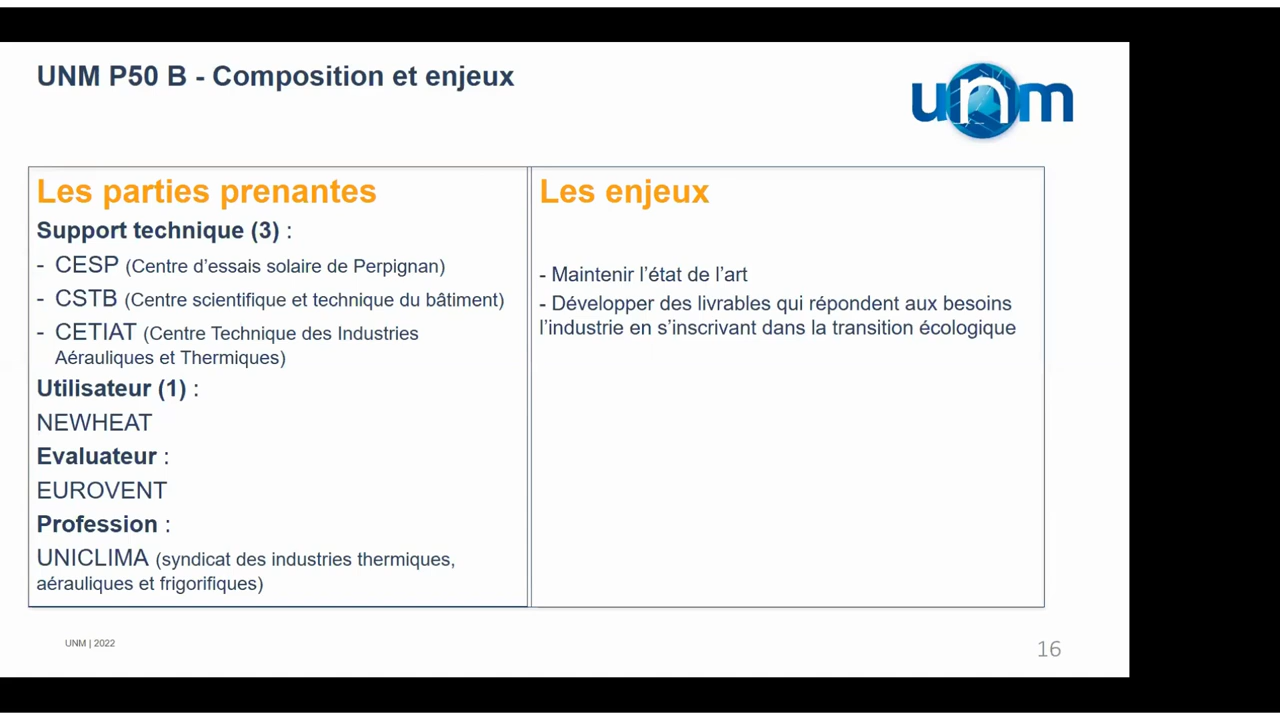 UNM P50 B - Composition et enjeux
unm
Les parties prenantes
Support technique (3) :
- CESP (Centre d’essais solaire de Perpignan)
- CSTB (Centre scientifique et technique du bâtiment)
- CETIAT (Centre Technique des Industries
Aérauliques et Thermiques)
Utilisateur (1) :
NEWHEAT
Evaluateur :
EUROVENT
Profession :
UNICLIMA (syndicat des industries thermiques,
aérauliques et frigorifiques)
Les enjeux
- Maintenir l’état de l’art
- Développer des livrables qui répondent aux besoins
l’industrie en s’inscrivant dans la transition écologique
UNM | 2022
16